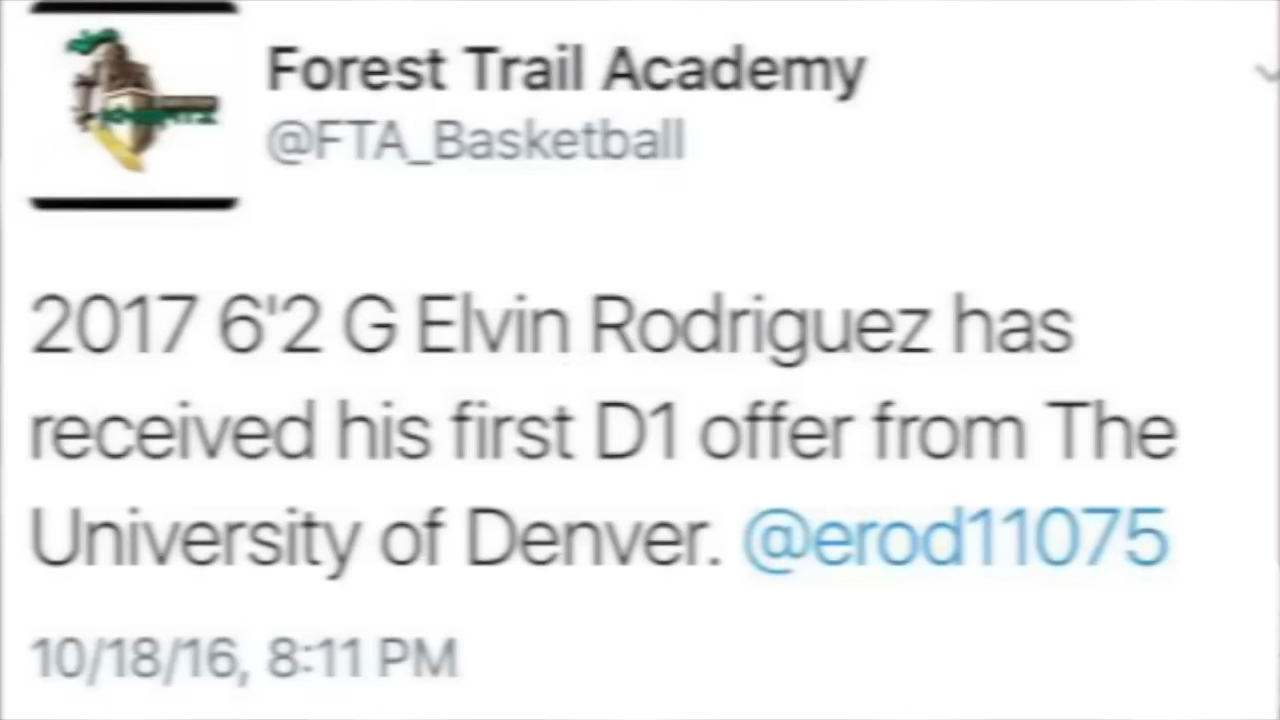 Forest Trail Academy
@FTA_Basketball
2017 6'2 G Elvin Rodriguez has
received his first D1 offer from The
University of Denver. @erod11075
10/18/16, 8:11 PM